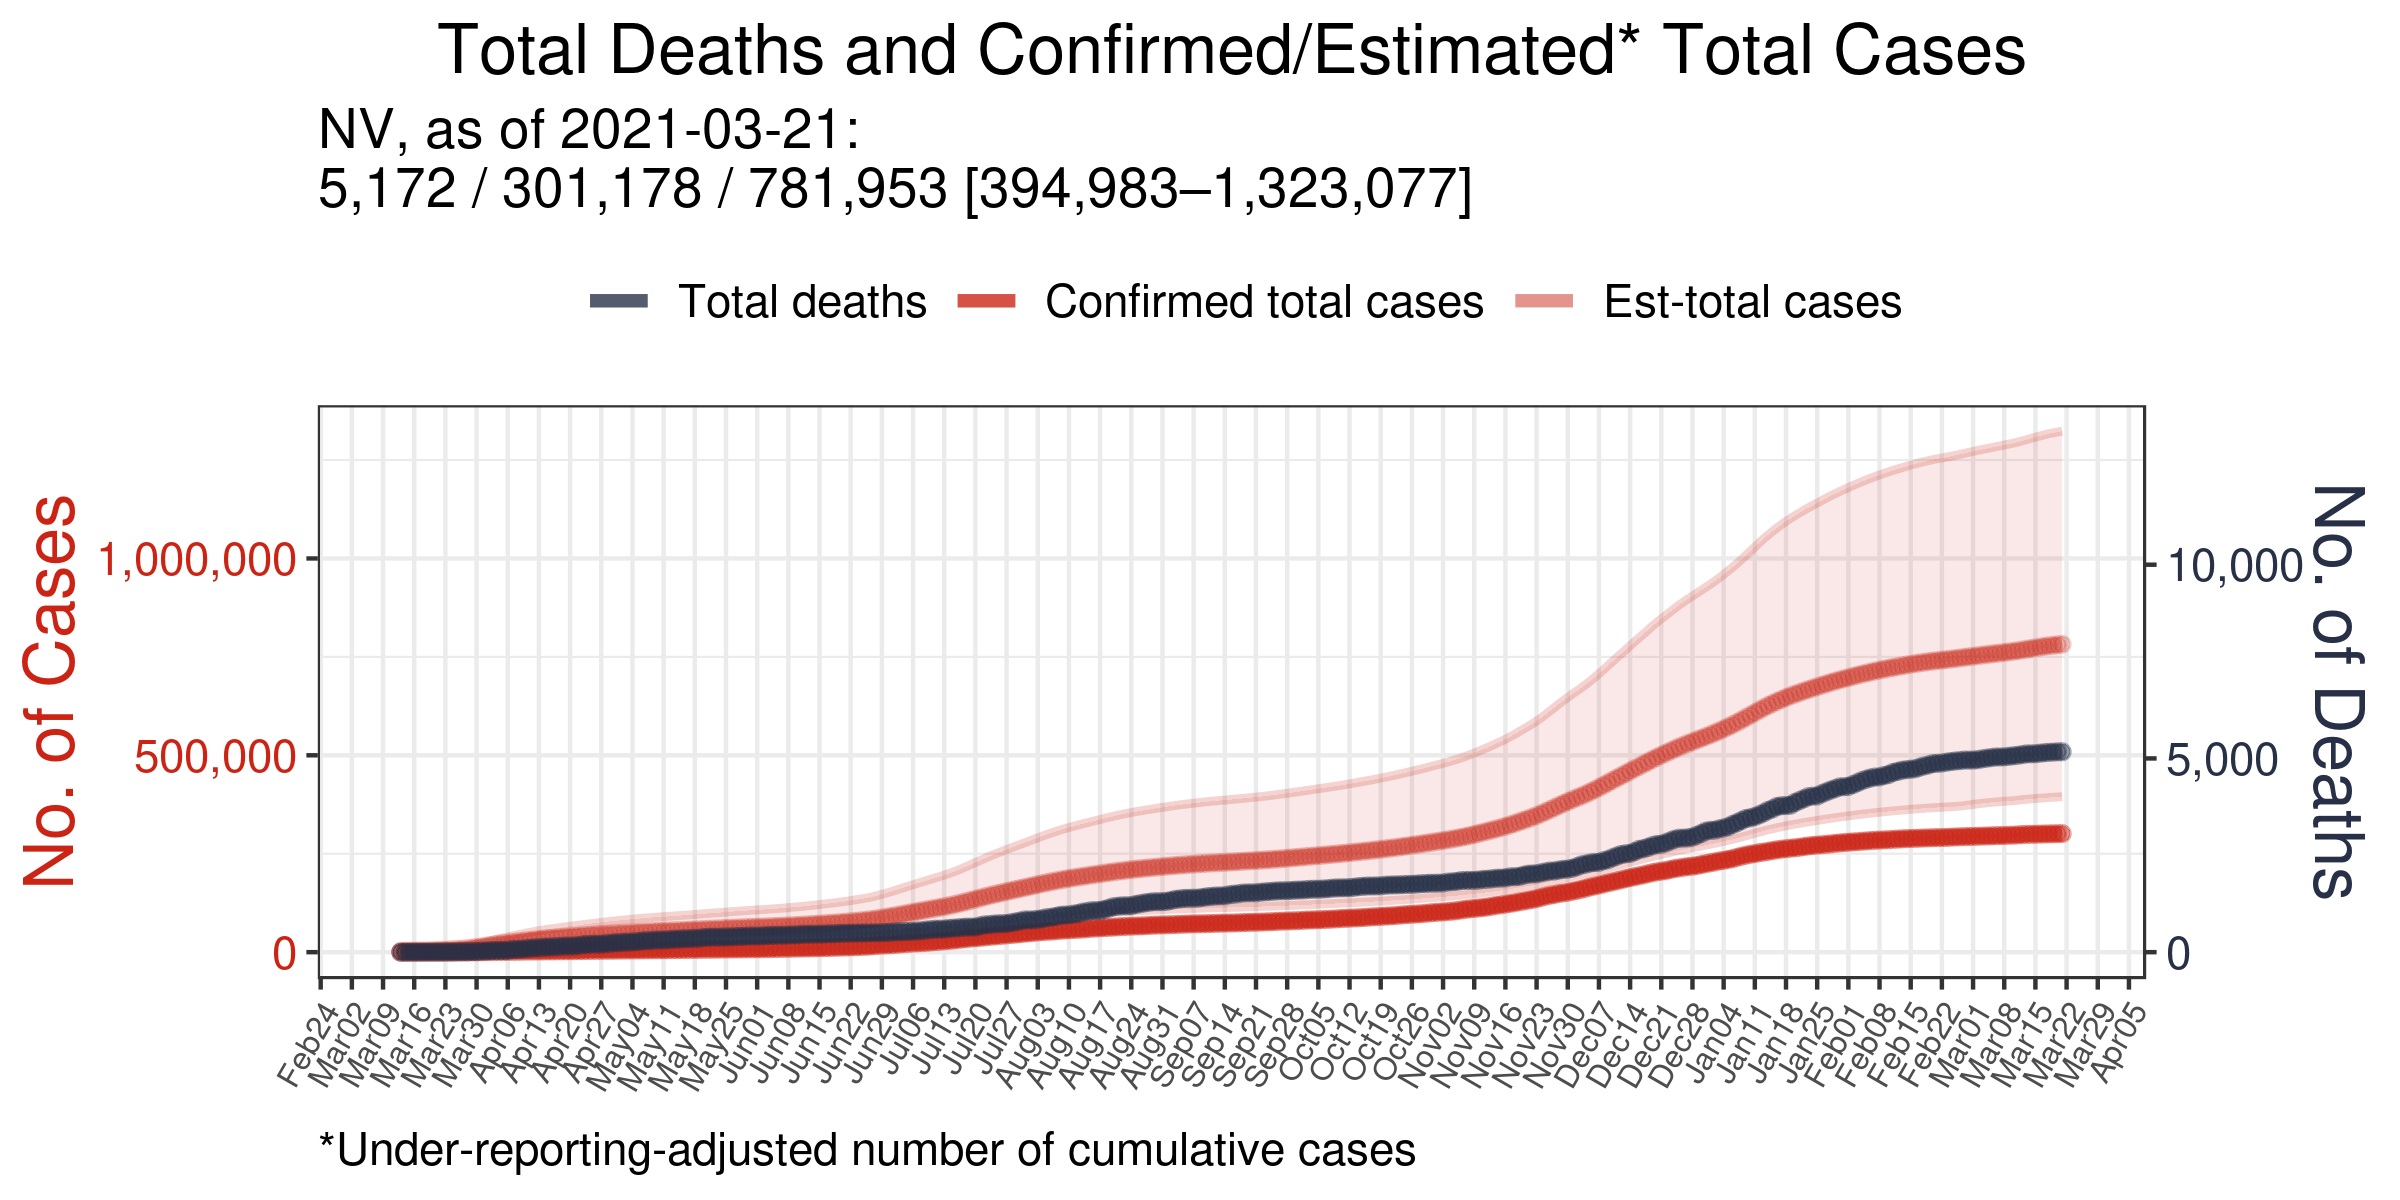 Total Deaths and Confirmed/Estimated* Total Cases
NV, as of 2021-03-21:
5,172 / 301,178 / 781,953 [394,983–1,323,077]
Total deaths
Confirmed total cases
Est-total cases
No. of Cases
1,000,000
500,000
0
10,000
5,000
0
No. of Deaths
Feb24
Mar02
Mar09
Mar16
Mar23
Mar30
Apr06
Apr13
Apr20
Apr27
May04
May11
May18
May25
Jun01
Jun08
Jun15
Jun22
Jun29
Jul06
Jul13
Jul20
Jul27
Aug03
Aug10
Aug17
Aug24
Aug31
Sep07
Sep14
Sep21
Sep28
Oct05
Oct12
Oct19
Oct26
Nov02
Nov09
Nov16
Nov23
Nov30
Dec07
Dec14
Dec21
Dec28
Jan04
Jan11
Jan18
Jan25
Feb01
Feb08
Feb15
Feb22
Mar01
Mar08
Mar15
Mar22
Mar29
Apr05
*Under-reporting-adjusted number of cumulative cases